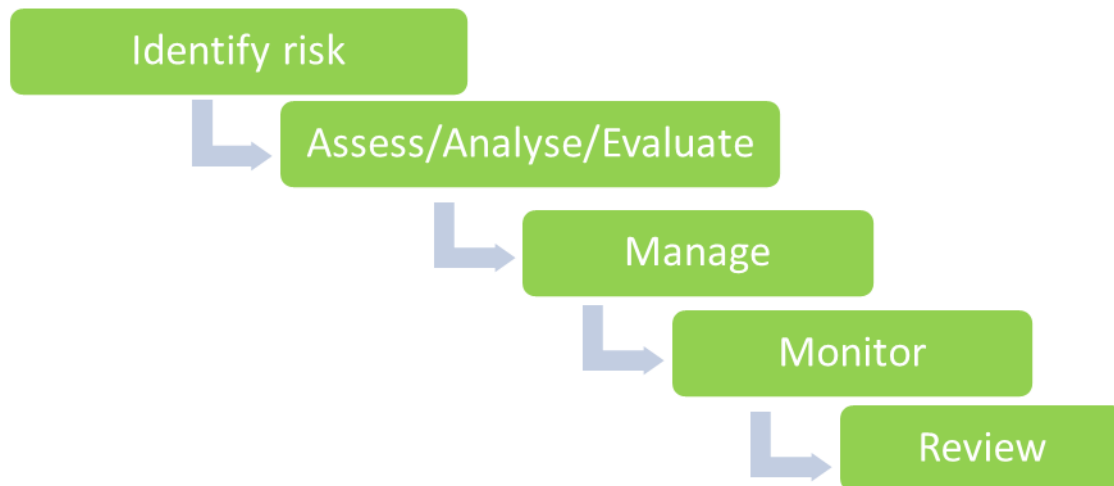 Identify risk
Assess/Analyse/Evaluate
Manage
Monitor
Review